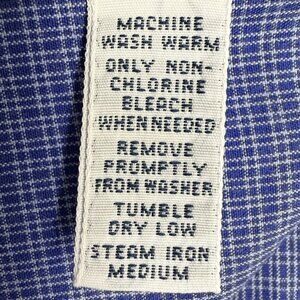 MACHINE
WASH WARM
ONLY NON-
CHLORINE
BLEACH
WHEN NEEDED
REMOVE
PROMPTLY
FROM WASHER
TUMBLE
DRY LOW
STEAM IRON
MEDIUM